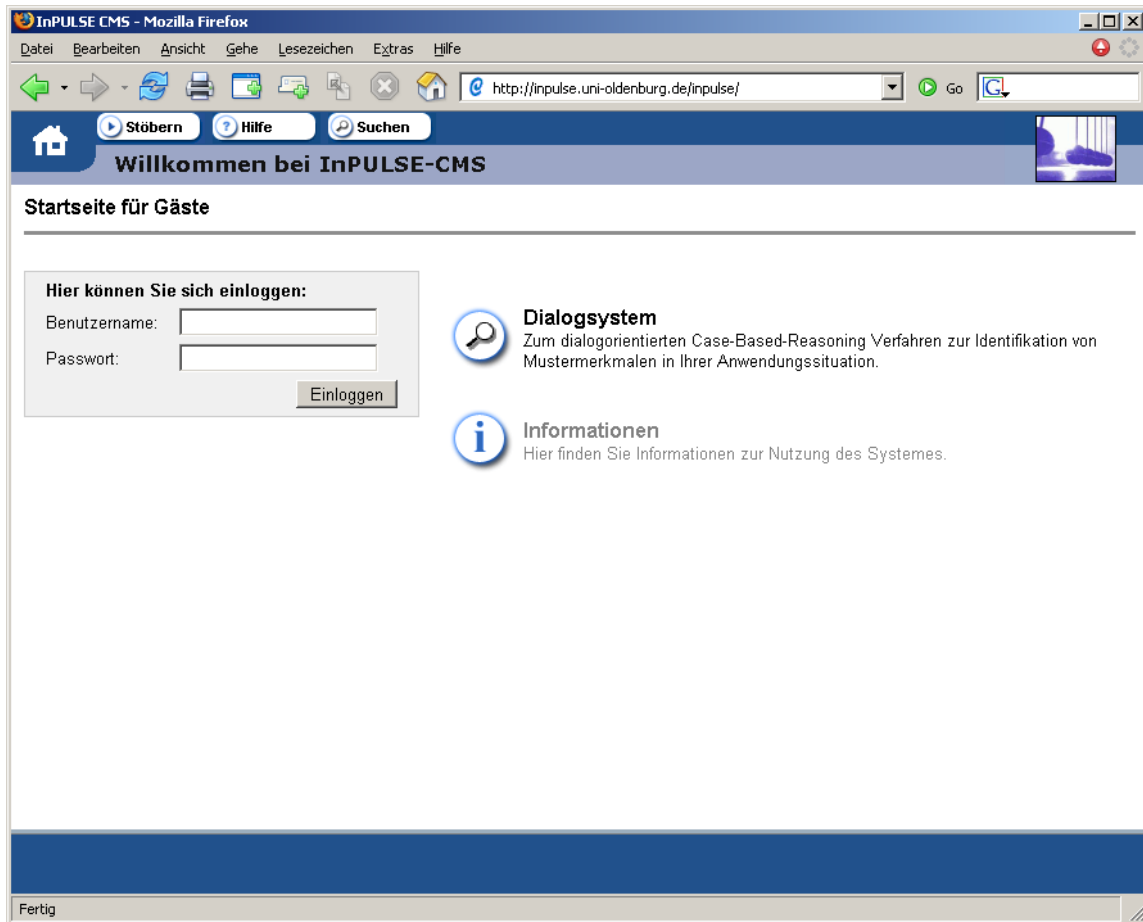 InPULSE CMS - Mozilla Firefox
Datei Bearbeiten Ansicht Gehe Lesezeichen Extras Hilfe
http://inpulse.uni-oldenburg.de/inpulse/ Go G
Stöbern Hilfe Suchen
Willkommen bei InPULSE-CMS
Startseite für Gäste
Hier können Sie sich einloggen:
Benutzername:
Passwort:
Einloggen
Dialogsystem
Zum dialogorientierten Case-Based-Reasoning Verfahren zur Identifikation von
Mustermerkmalen in Ihrer Anwendungssituation.
Informationen
Hier finden Sie Informationen zur Nutzung des Systemes.
Fertig